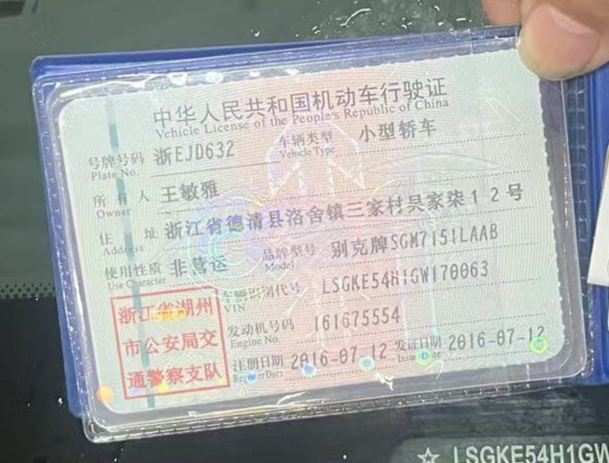 中华人民共和国机动车行驶证
Vehicle License of the People's Republic of China
号牌号码 浙EJD632 车辆类型 小型轿车
Plate No. Vehicle Type
所有人 王敏雅
Owner
住址 浙江省德清县洛舍镇三家村吴家柒12号
Address
使用性质 非营运 品牌型号 别克牌SGM7151LAAB
Use Character Model
车辆识别代号 LSGKE54H1GW170063
VIN
浙江省湖州
市公安局交
通警察支队
发动机号码 161675554
Engine No.
注册日期 2016-07-12 发证日期 2016-07-12
Register Date Issue Date
☆ LSGKE54H1GW